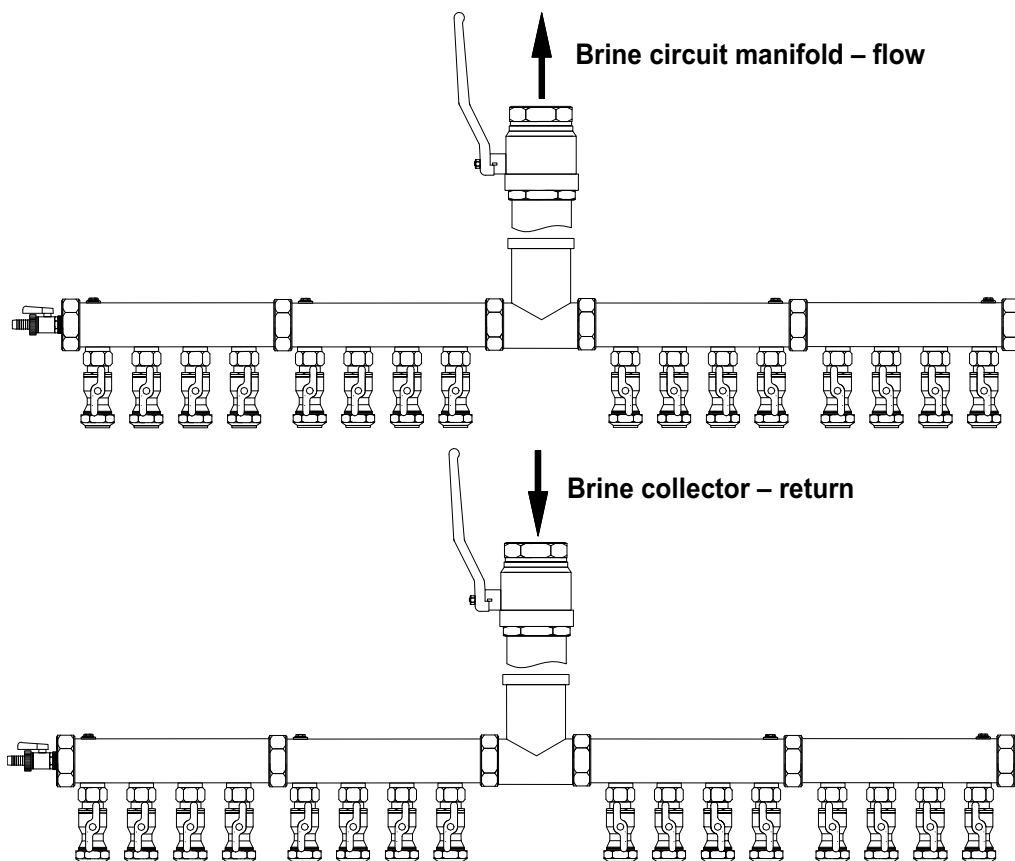 Brine circuit manifold – flow
Brine collector – return